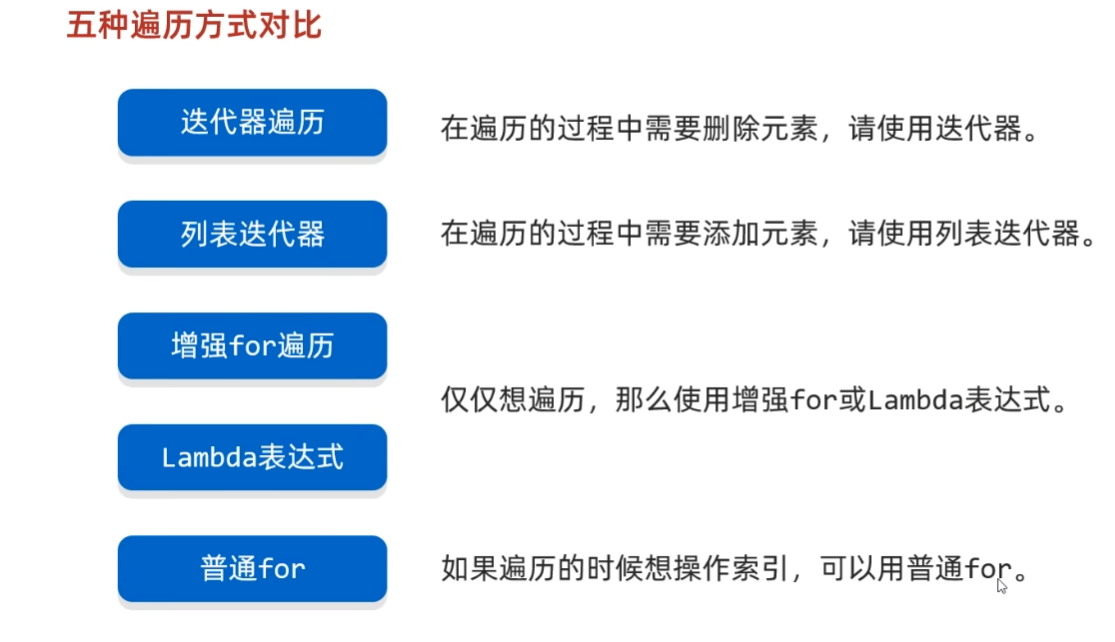 五种遍历方式对比
迭代器遍历
在遍历的过程中需要删除元素，请使用迭代器。
列表迭代器
在遍历的过程中需要添加元素，请使用列表迭代器。
增强for遍历
仅仅想遍历，那么使用增强for或Lambda表达式。
Lambda表达式
普通for
如果遍历的时候想操作索引，可以用普通for。